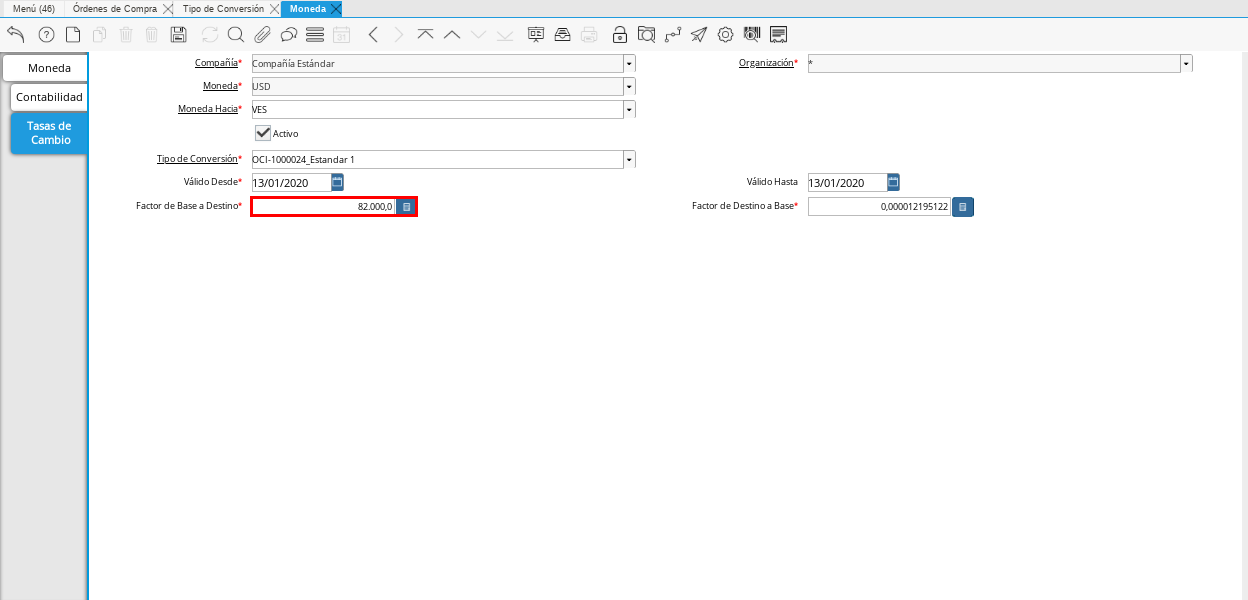 Menú (46) Órdenes de Compra Tipo de Conversión Moneda
31
Moneda
Contabilidad
Tasas de
Cambio
Compañía* Compañía Estándar Organización* *
Moneda* USD
Moneda Hacia* VES
Activo
Tipo de Conversión* OCI-1000024_Estandar 1
Válido Desde* 13/01/2020 Válido Hasta 13/01/2020
Factor de Base a Destino* 82.000,0 Factor de Destino a Base* 0,000012195122